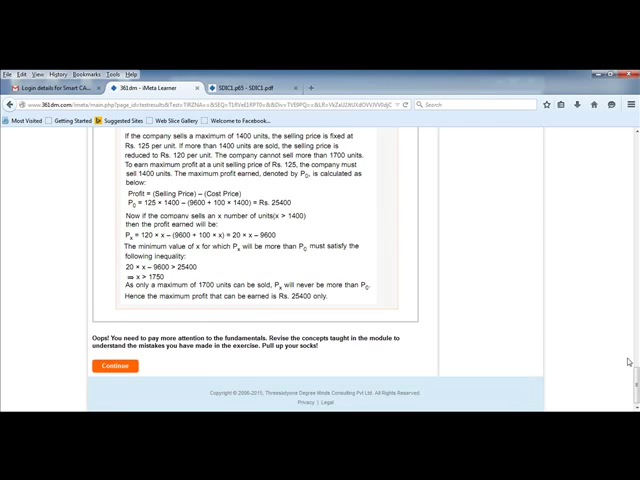 File Edit View History Bookmarks Tools Help
Login details for Smart CA... × 361dm - iMeta Learner × SDIC1.p65 - SDIC1.pdf × +
Search
Most Visited Getting Started Suggested Sites Web Slice Gallery Welcome to Facebook...
If the company sells a maximum of 1400 units, the selling price is fixed at
Rs. 125 per unit. If more than 1400 units are sold, the selling price is
reduced to Rs. 120 per unit. The company cannot sell more than 1700 units.
To earn maximum profit at a unit selling price of Rs. 125, the company must
sell 1400 units. The maximum profit earned, denoted by P₀, is calculated as
below:
Profit = (Selling Price) – (Cost Price)
P₀ = 125 × 1400 – (9600 + 100 × 1400) = Rs. 25400
Now if the company sells an x number of units(x > 1400)
then the profit earned will be:
Pₓ = 120 × x – (9600 + 100 × x) = 20 × x – 9600
The minimum value of x for which Pₓ will be more than P₀ must satisfy the
following inequality:
20 × x – 9600 > 25400
⇒ x > 1750
As only a maximum of 1700 units can be sold, Pₓ will never be more than P₀.
Hence the maximum profit that can be earned is Rs. 25400 only.
Oops! You need to pay more attention to the fundamentals. Revise the concepts taught in the module to
understand the mistakes you have made in the exercise. Pull up your socks!
Continue
Copyright © 2006-2015, Threesixtyone Degree Minds Consulting Pvt Ltd. All Rights Reserved.
Privacy | Legal